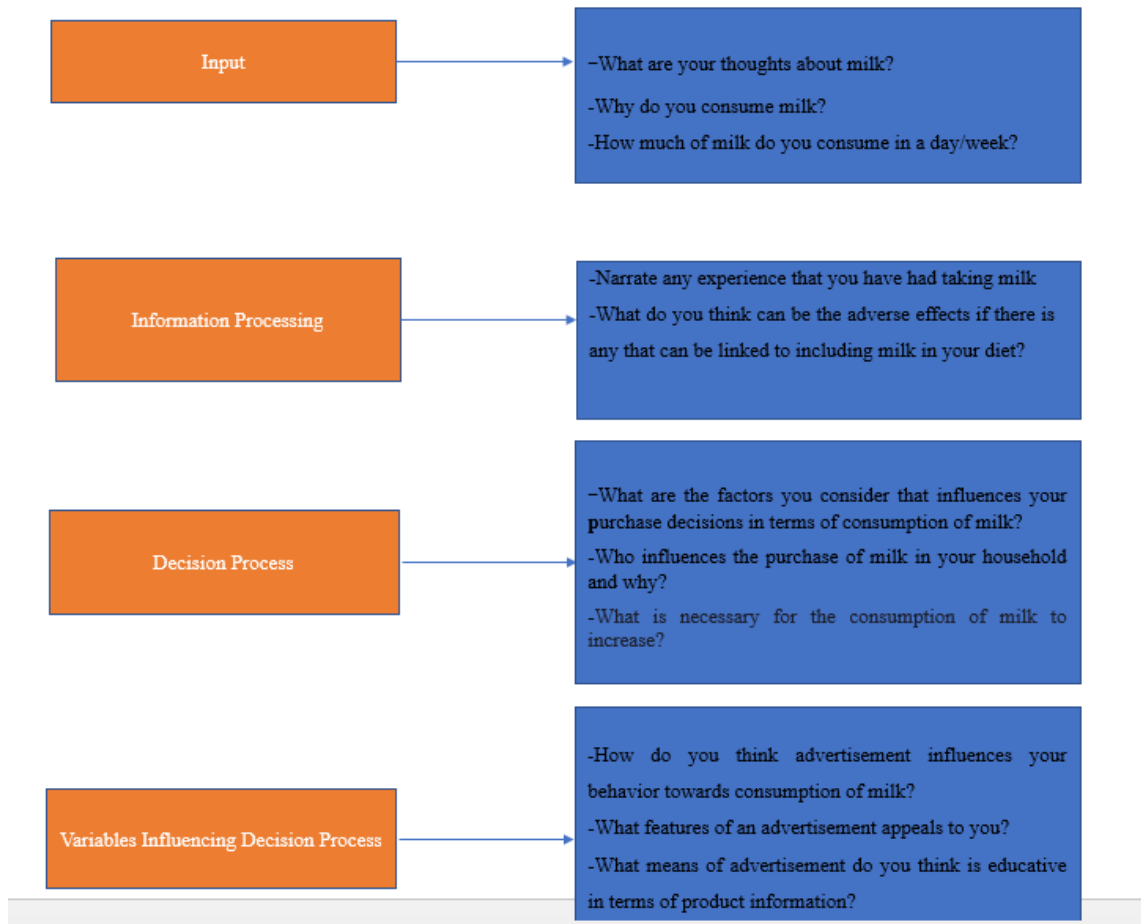 Input
−What are your thoughts about milk?
-Why do you consume milk?
-How much of milk do you consume in a day/week?
Information Processing
-Narrate any experience that you have had taking milk
-What do you think can be the adverse effects if there is
any that can be linked to including milk in your diet?
Decision Process
−What are the factors you consider that influences your
purchase decisions in terms of consumption of milk?
-Who influences the purchase of milk in your household
and why?
-What is necessary for the consumption of milk to
increase?
Variables Influencing Decision Process
-How do you think advertisement influences your
behavior towards consumption of milk?
-What features of an advertisement appeals to you?
-What means of advertisement do you think is educative
in terms of product information?